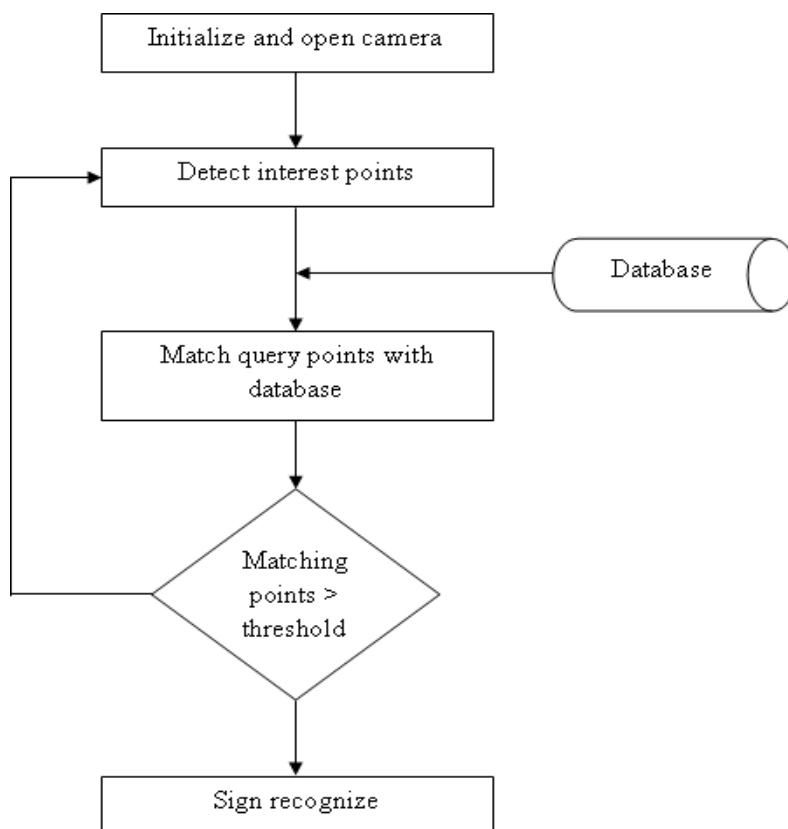 Initialize and open camera
Detect interest points
Database
Match query points with
database
Matching
points >
threshold
Sign recognize